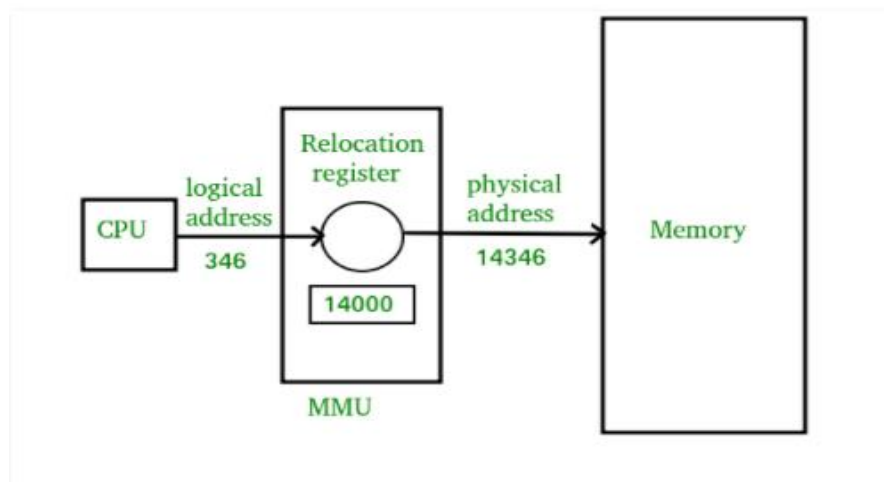 Relocation
register
logical
address
346
CPU
14000
MMU
physical
address
14346
Memory